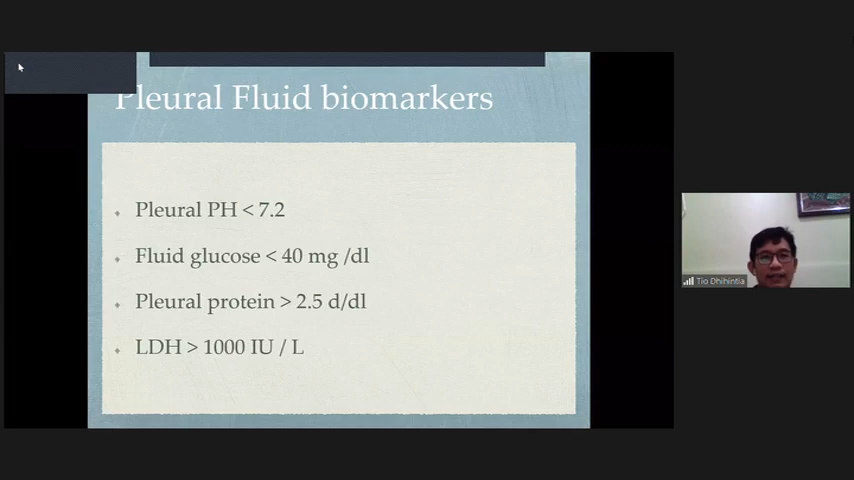 Pleural Fluid biomarkers
Pleural PH < 7.2
Fluid glucose < 40 mg /dl
Pleural protein > 2.5 d/dl
LDH > 1000 IU / L
Tio Dhihintia